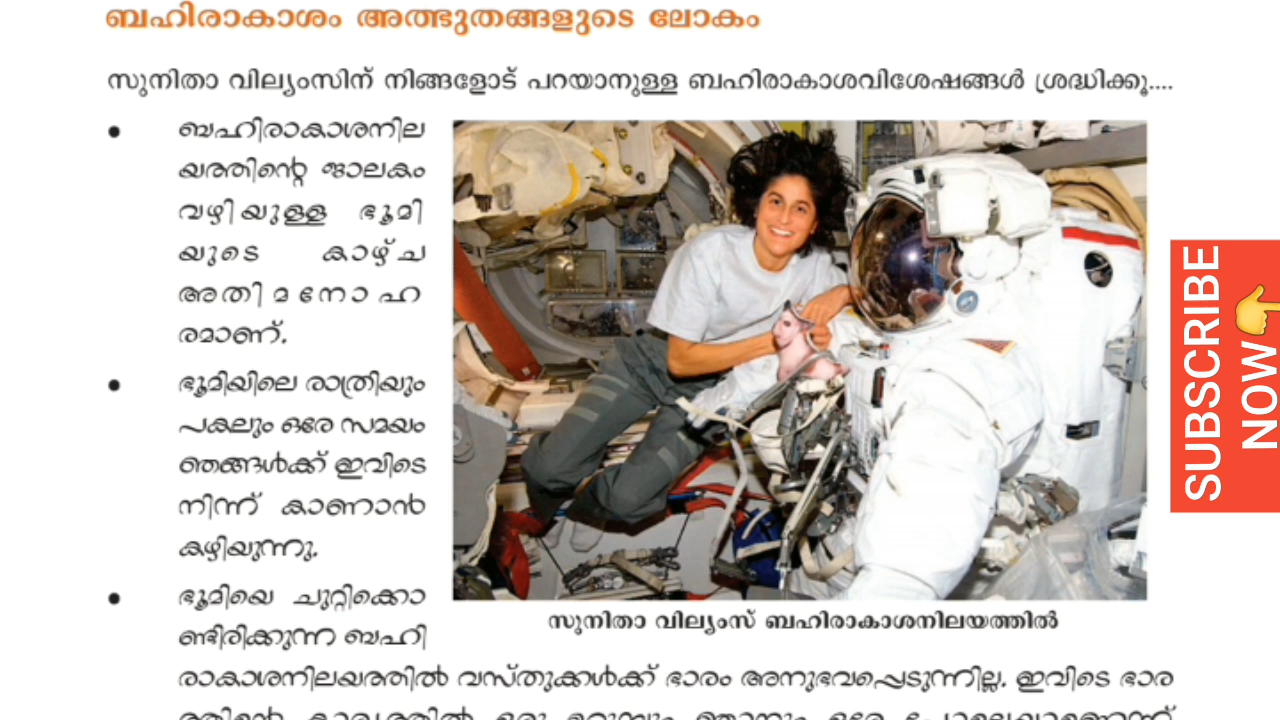 ബഹിരാകാശം അത്ഭുതങ്ങളുടെ ലോകം
സുനിതാ വില്യംസിന് നിങ്ങളോട് പറയാനുള്ള ബഹിരാകാശവിശേഷങ്ങൾ ശ്രദ്ധിക്കൂ....
● ബഹിരാകാശനില
യത്തിന്റെ ജാലകം
വഴിയുള്ള ഭൂമി
യുടെ കാഴ്ച
അതിമനോഹ
രമാണ്.
● ഭൂമിയിലെ രാത്രിയും
പകലും ഒരേ സമയം
ഞങ്ങൾക്ക് ഇവിടെ
നിന്ന് കാണാൻ
കഴിയുന്നു.
● ഭൂമിയെ ചുറ്റിക്കൊ
ണ്ടിരിക്കുന്ന ബഹി
രാകാശനിലയത്തിൽ വസ്തുക്കൾക്ക് ഭാരം അനുഭവപ്പെടുന്നില്ല. ഇവിടെ ഭാര
സുനിതാ വില്യംസ് ബഹിരാകാശനിലയത്തിൽ
SUBSCRIBE
NOW